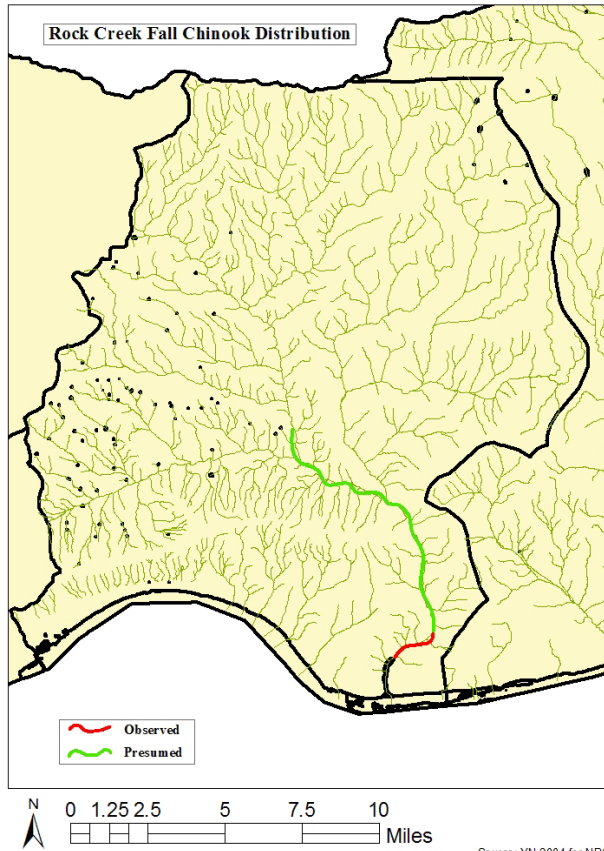 Rock Creek Fall Chinook Distribution
Observed
Presumed
N
0 1.25 2.5 5 7.5 10
Miles